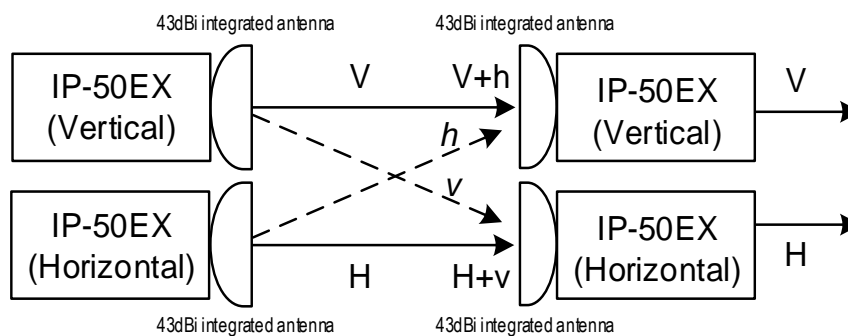 43dBi integrated antenna
43dBi integrated antenna
IP-50EX
(Vertical)
V
V+h
IP-50EX
(Vertical)
V
h
v
IP-50EX
(Horizontal)
H
H+v
IP-50EX
(Horizontal)
H
43dBi integrated antenna
43dBi integrated antenna